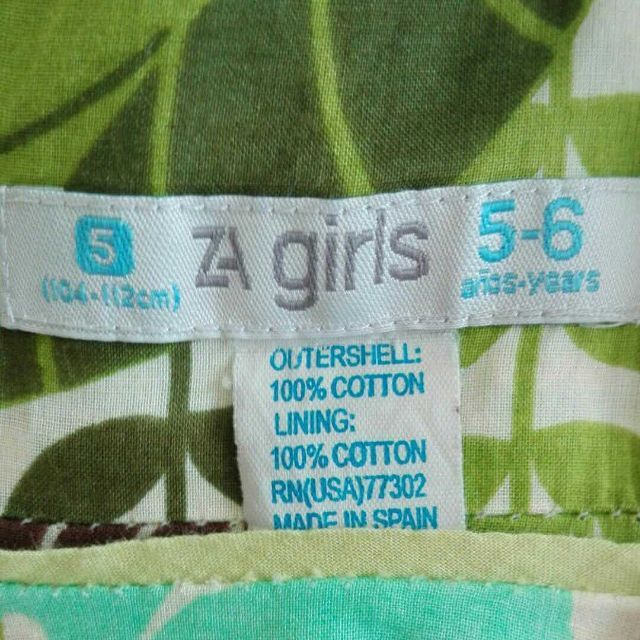 5
(104-112cm)
ZA girls
5-6
años-years
OUTERSHELL:
100% COTTON
LINING:
100% COTTON
RN(USA)77302
MADE IN SPAIN